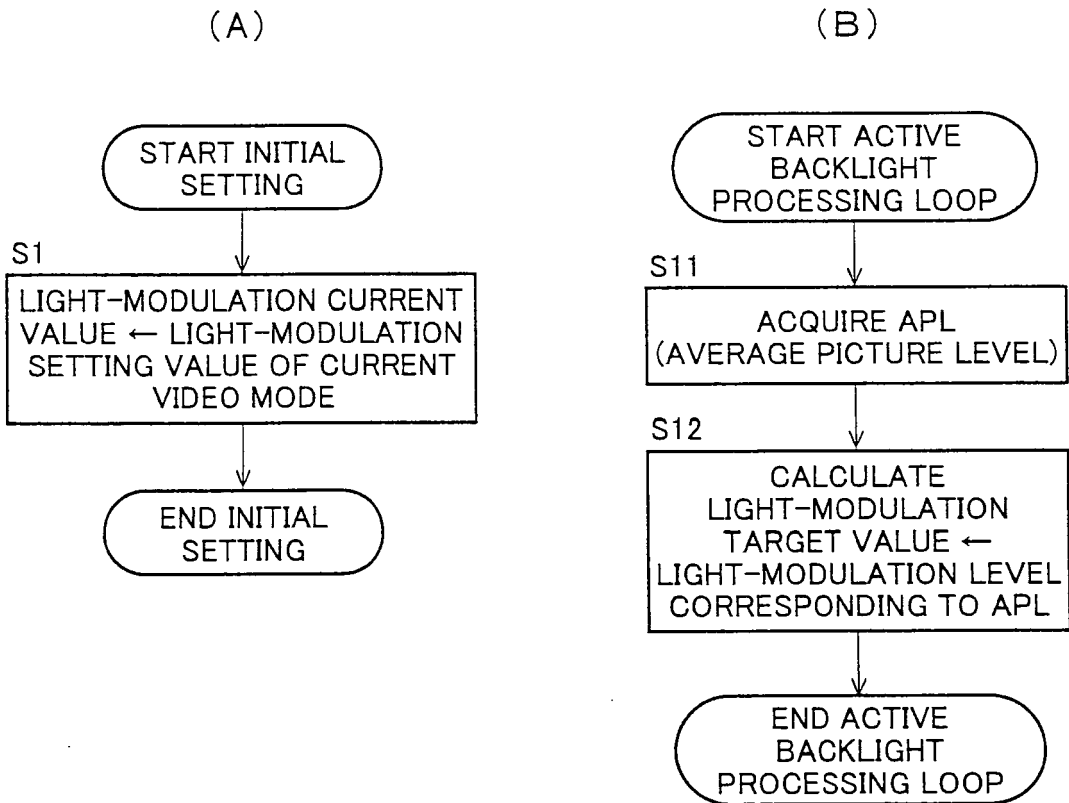 (A)
START INITIAL
SETTING
S1
LIGHT-MODULATION CURRENT
VALUE ← LIGHT-MODULATION
SETTING VALUE OF CURRENT
VIDEO MODE
END INITIAL
SETTING
(B)
START ACTIVE
BACKLIGHT
PROCESSING LOOP
S11
ACQUIRE APL
(AVERAGE PICTURE LEVEL)
S12
CALCULATE
LIGHT-MODULATION
TARGET VALUE ←
LIGHT-MODULATION LEVEL
CORRESPONDING TO APL
END ACTIVE
BACKLIGHT
PROCESSING LOOP